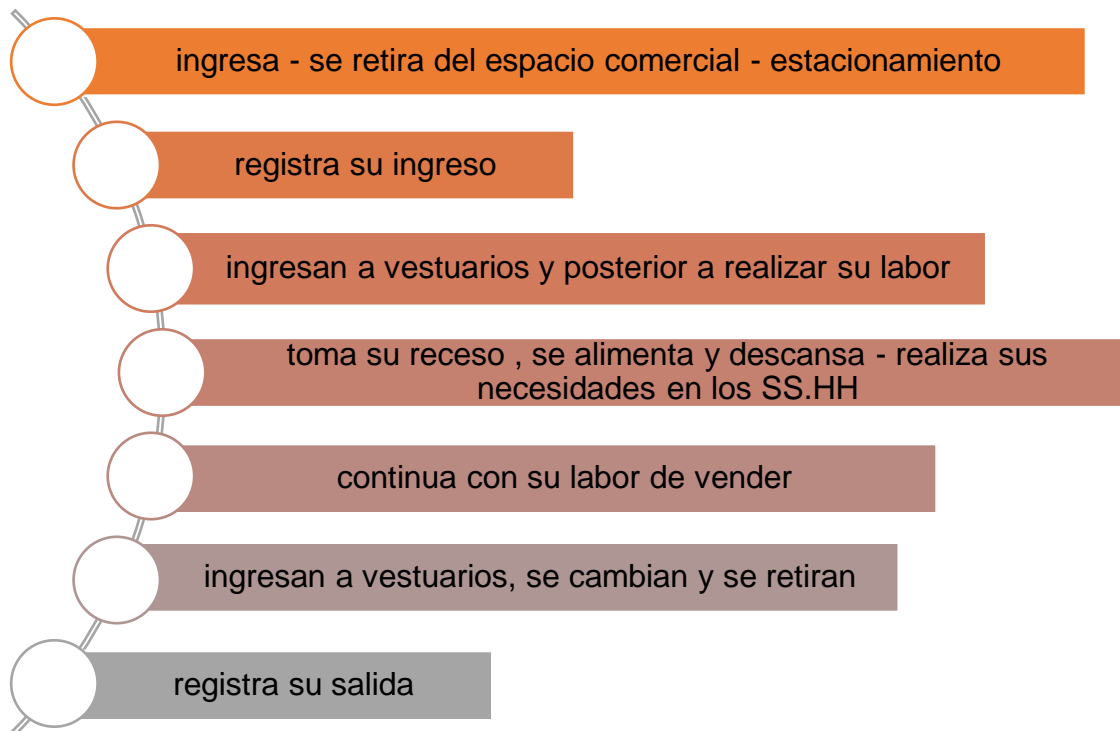 ingresa - se retira del espacio comercial - estacionamiento
registra su ingreso
ingresan a vestuarios y posterior a realizar su labor
toma su receso , se alimenta y descansa - realiza sus
necesidades en los SS.HH
continua con su labor de vender
ingresan a vestuarios, se cambian y se retiran
registra su salida